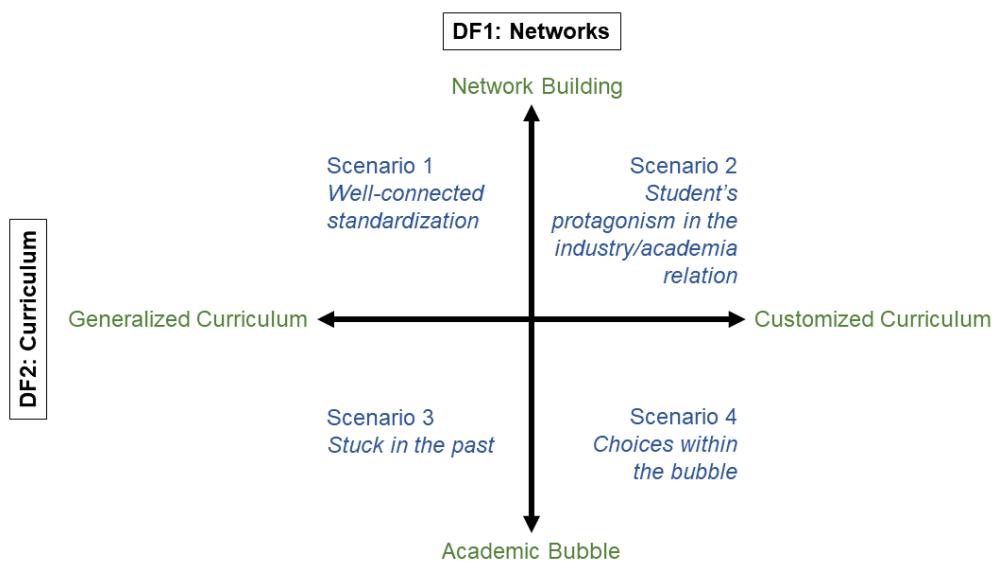 DF1: Networks
Network Building
Scenario 1
Well-connected
standardization
Scenario 2
Student’s
protagonism in the
industry/academia
relation
DF2: Curriculum
Generalized Curriculum
Customized Curriculum
Scenario 3
Stuck in the past
Scenario 4
Choices within
the bubble
Academic Bubble